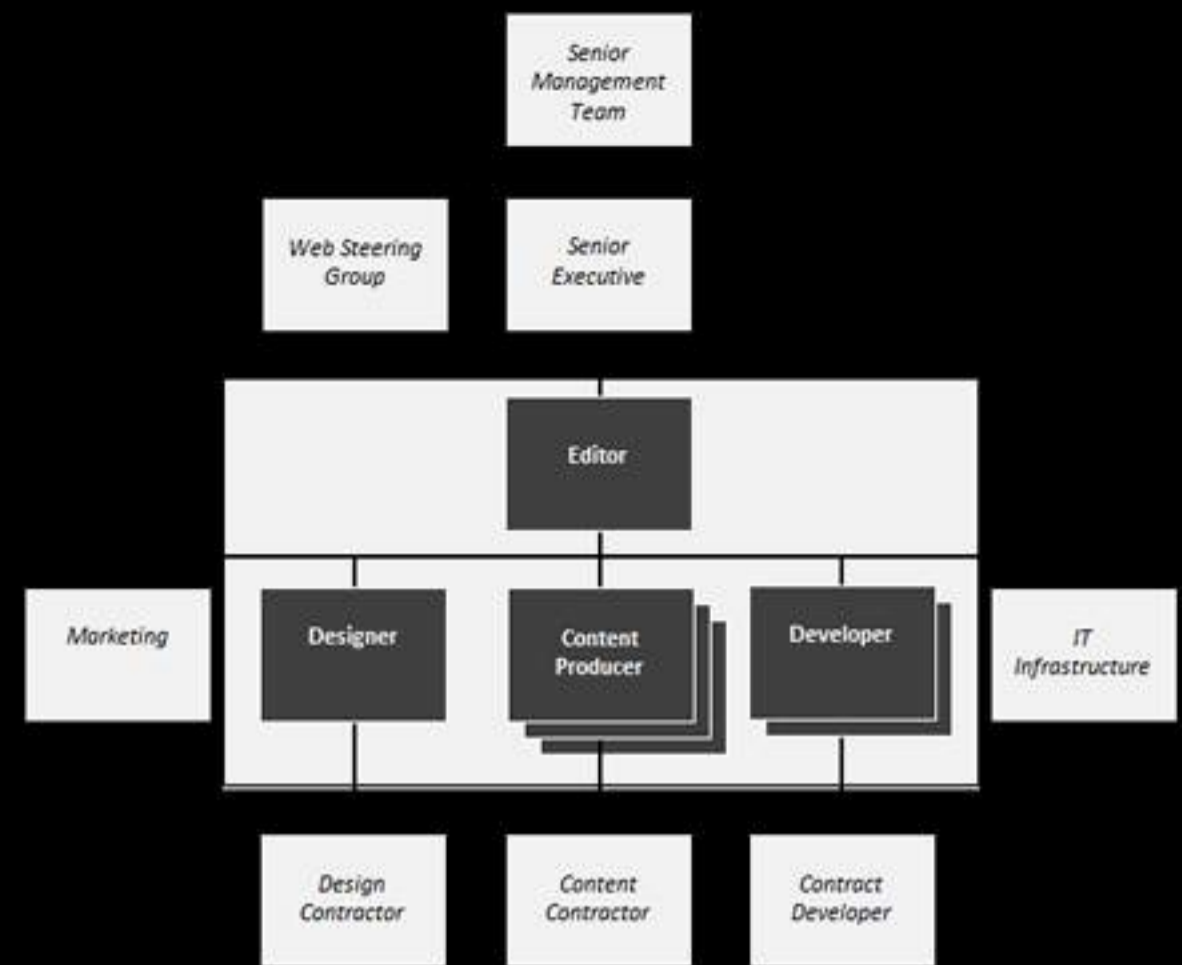 Senior
Management
Team
Web Steering
Group
Senior
Executive
Editor
Marketing
Designer
Content
Producer
Developer
IT
Infrastructure
Design
Contractor
Content
Contractor
Contract
Developer